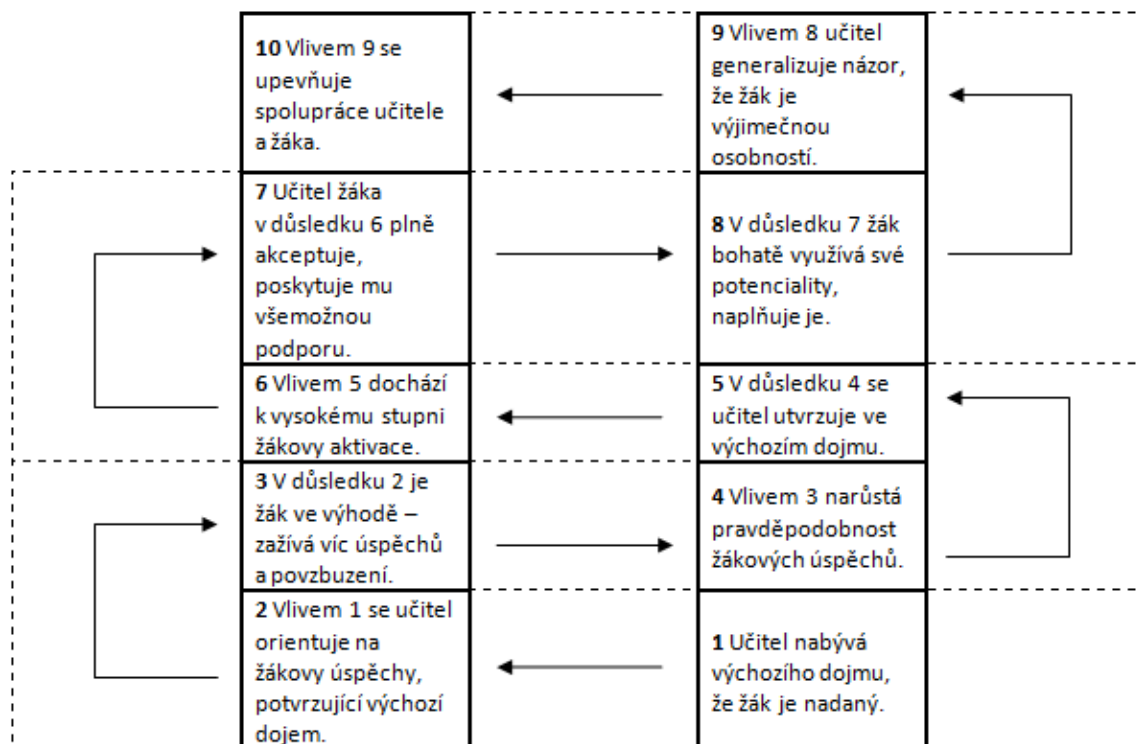 10 Vlivem 9 se
upevňuje
spolupráce učitele
a žáka.
9 Vlivem 8 učitel
generalizuje názor,
že žák je
výjimečnou
osobností.
7 Učitel žáka
v důsledku 6 plně
akceptuje,
poskytuje mu
všemožnou
podporu.
8 V důsledku 7 žák
bohatě využívá své
potenciality,
naplňuje je.
6 Vlivem 5 dochází
k vysokému stupni
žákovy aktivace.
5 V důsledku 4 se
učitel utvrzuje ve
výchozím dojmu.
3 V důsledku 2 je
žák ve výhodě –
zažívá víc úspěchů
a povzbuzení.
4 Vlivem 3 narůstá
pravděpodobnost
žákových úspěchů.
2 Vlivem 1 se učitel
orientuje na
žákovy úspěchy,
potvrzující výchozí
dojem.
1 Učitel nabývá
výchozího dojmu,
že žák je nadaný.